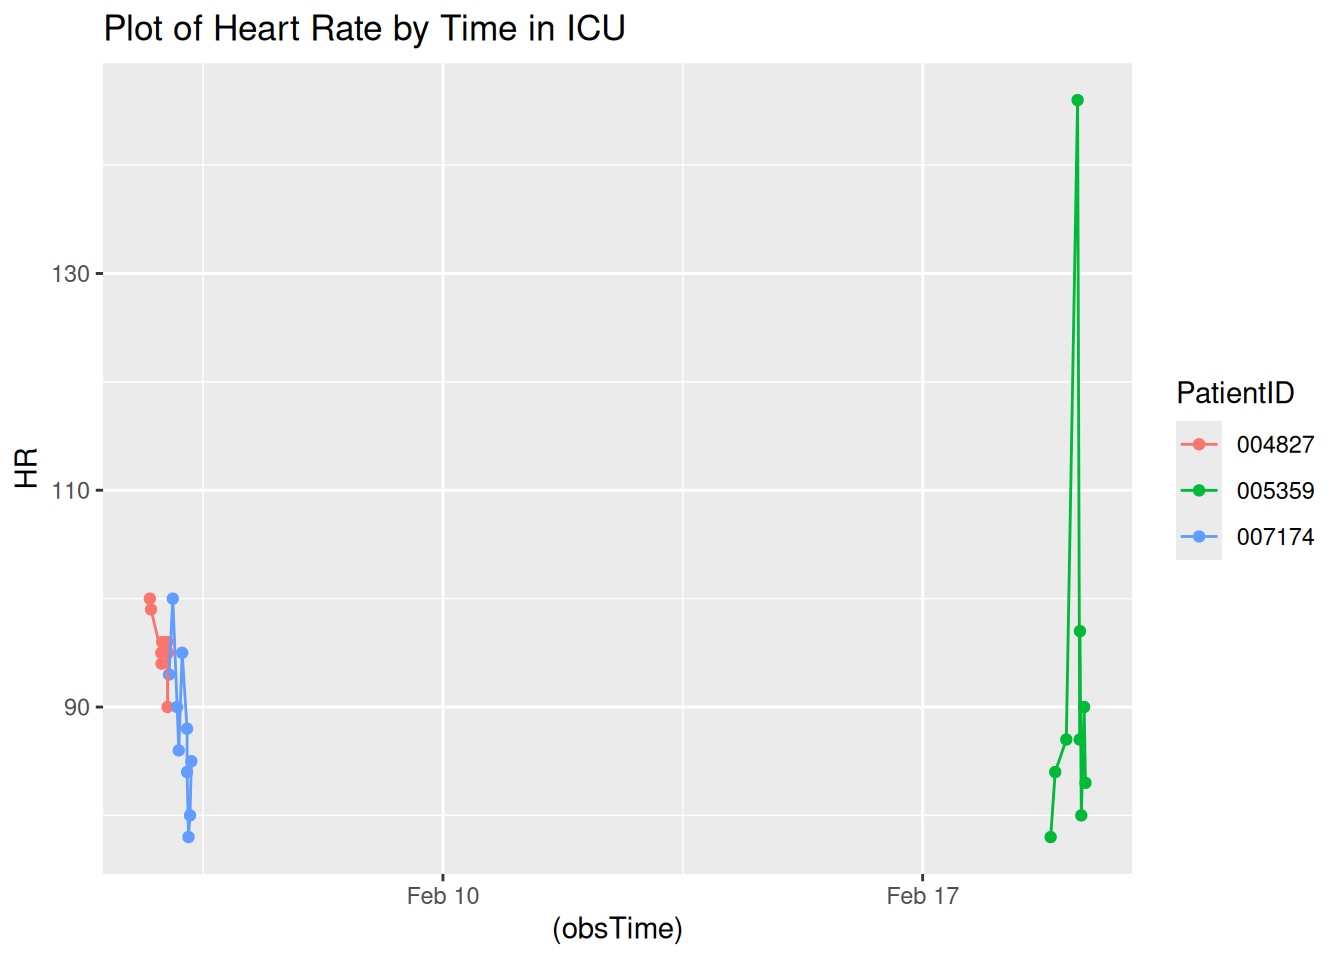 Plot of Heart Rate by Time in ICU
HR
130
110
90
Feb 10
Feb 17
(obsTime)
PatientID
004827
005359
007174